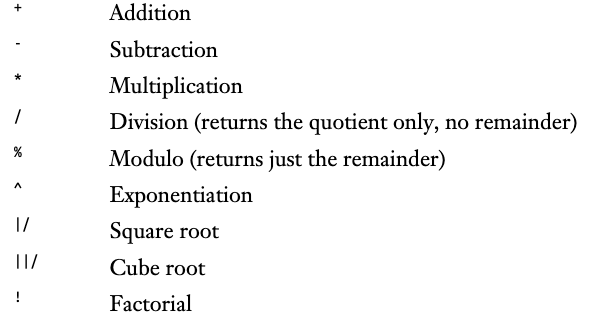 + Addition
- Subtraction
* Multiplication
/ Division (returns the quotient only, no remainder)
% Modulo (returns just the remainder)
^ Exponentiation
|/ Square root
||/ Cube root
! Factorial